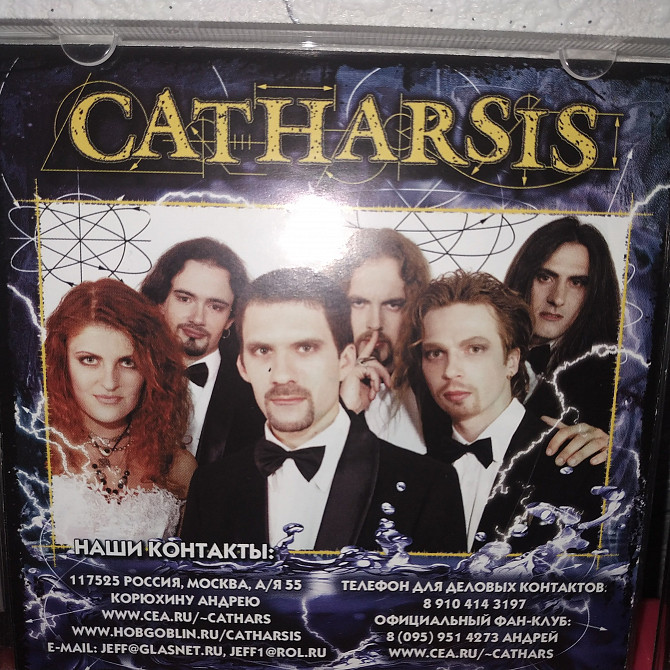 CATHARSIS
НАШИ КОНТАКТЫ:
117525 РОССИЯ, МОСКВА, А/Я 55
КОРЮХИНУ АНДРЕЮ
WWW.CEA.RU/~CATHARS
WWW.HOBGOBLIN.RU/CATHARSIS
E-MAIL: JEFF@GLASNET.RU, JEFF1@ROL.RU
ТЕЛЕФОН ДЛЯ ДЕЛОВЫХ КОНТАКТОВ:
8 910 414 3197
ОФИЦИАЛЬНЫЙ ФАН-КЛУБ:
8 (095) 951 4273 АНДРЕЙ
WWW.CEA.RU/~CATHARS